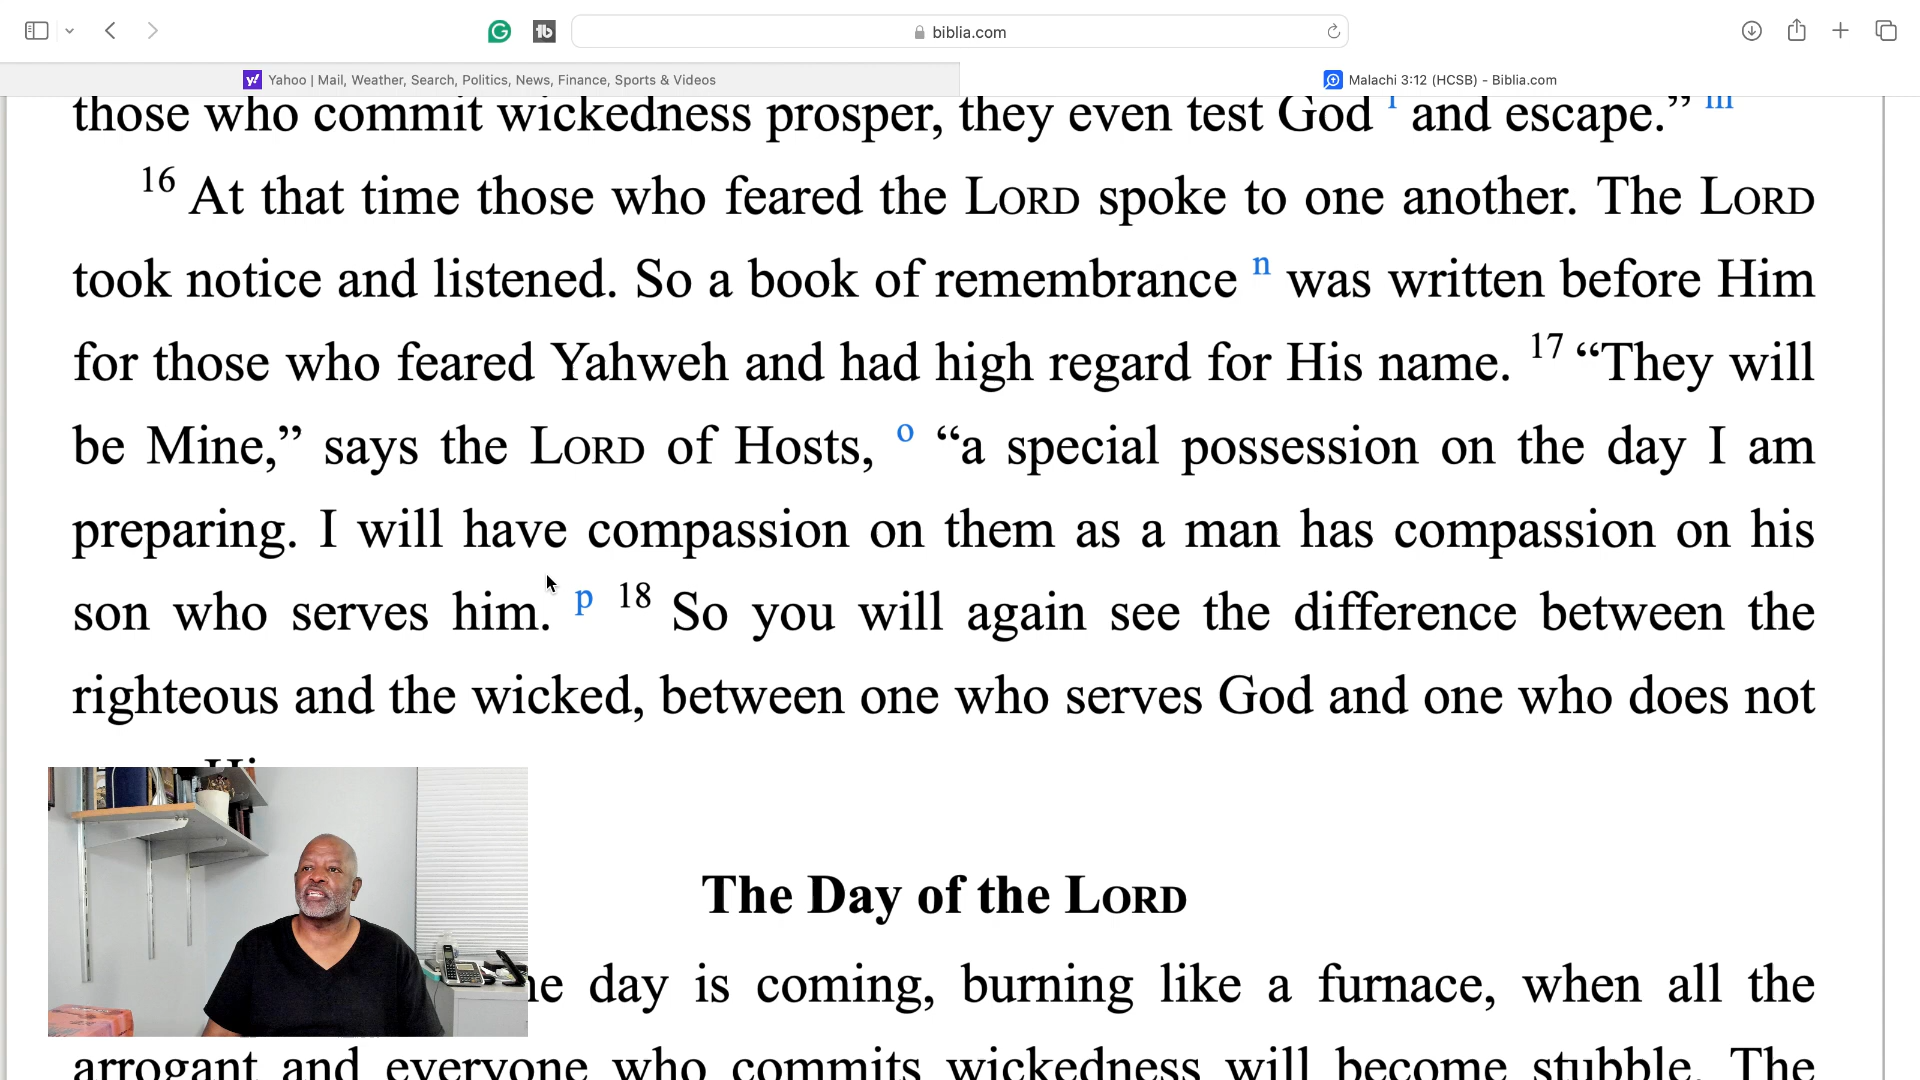 biblia.com
Yahoo | Mail, Weather, Search, Politics, News, Finance, Sports & Videos
Malachi 3:12 (HCSB) - Biblia.com
those who commit wickedness prosper, they even test God and escape.” m
16 At that time those who feared the LORD spoke to one another. The LORD
took notice and listened. So a book of remembrance n was written before Him
for those who feared Yahweh and had high regard for His name. 17 “They will
be Mine,” says the LORD of Hosts, o “a special possession on the day I am
preparing. I will have compassion on them as a man has compassion on his
son who serves him. p 18 So you will again see the difference between the
righteous and the wicked, between one who serves God and one who does not
The Day of the LORD
day is coming, burning like a furnace, when all the
arrogant and everyone who commits wickedness will become stubble. The